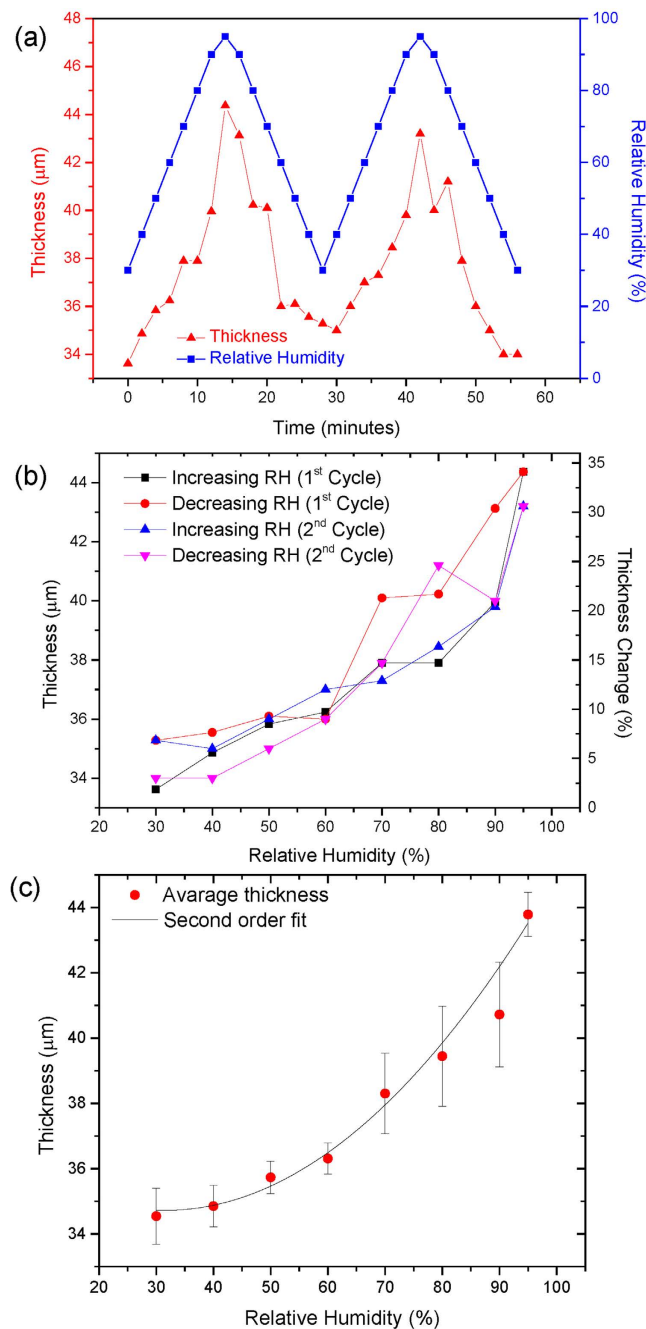 (a)
48
46
44
42
40
38
36
34
Thickness (μm)
100
80
60
40
20
0
Relative Humidity (%)
Thickness
Relative Humidity
0 10 20 30 40 50 60
Time (minutes)
(b)
44
42
40
38
36
34
Thickness (μm)
Increasing RH (1st Cycle)
Decreasing RH (1st Cycle)
Increasing RH (2nd Cycle)
Decreasing RH (2nd Cycle)
35
30
25
20
15
10
5
0
Thickness Change (%)
20 30 40 50 60 70 80 90 100
Relative Humidity (%)
(c)
Avarage thickness
Second order fit
44
42
40
38
36
34
Thickness (μm)
20 30 40 50 60 70 80 90 100
Relative Humidity (%)